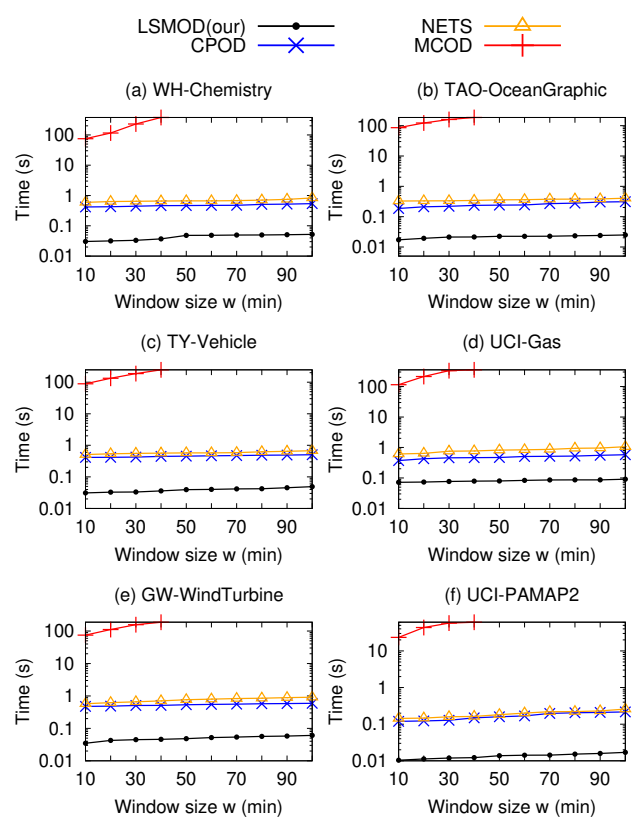 LSMOD(our)
CPOD
NETS
MCOD
(a) WH-Chemistry
Time (s)
100
10
1
0.1
0.01
10 30 50 70 90
Window size w (min)
(b) TAO-OceanGraphic
Time (s)
100
10
1
0.1
0.01
10 30 50 70 90
Window size w (min)
(c) TY-Vehicle
Time (s)
100
10
1
0.1
0.01
10 30 50 70 90
Window size w (min)
(d) UCI-Gas
Time (s)
100
10
1
0.1
0.01
10 30 50 70 90
Window size w (min)
(e) GW-WindTurbine
Time (s)
100
10
1
0.1
0.01
10 30 50 70 90
Window size w (min)
(f) UCI-PAMAP2
Time (s)
10
1
0.1
0.01
10 30 50 70 90
Window size w (min)